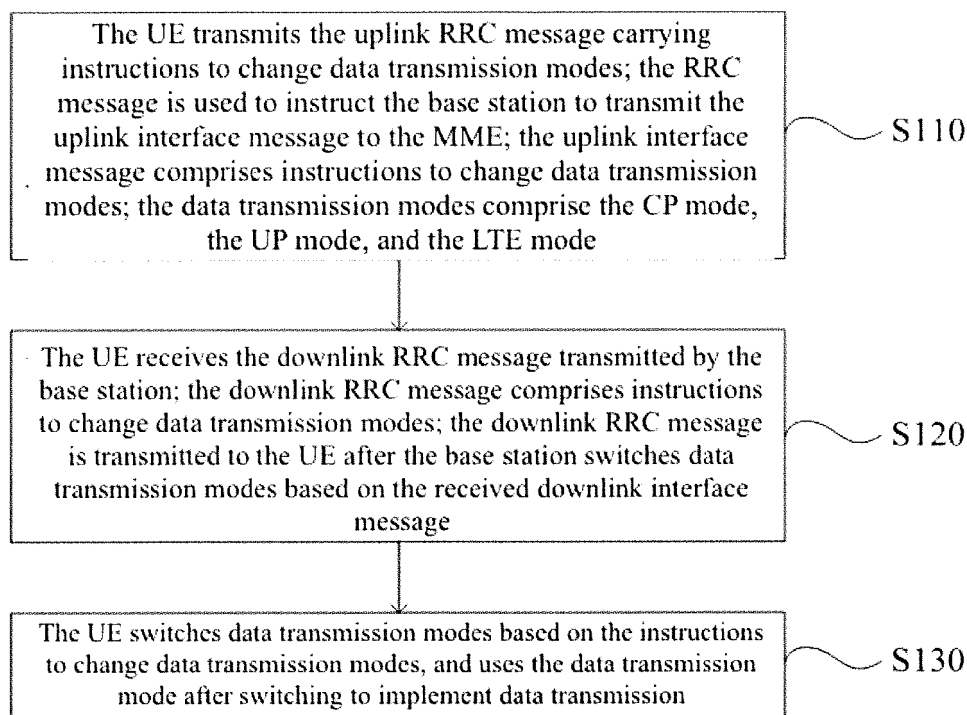 The UE transmits the uplink RRC message carrying
instructions to change data transmission modes; the RRC
message is used to instruct the base station to transmit the
uplink interface message to the MME; the uplink interface
message comprises instructions to change data transmission
modes; the data transmission modes comprise the CP mode,
the UP mode, and the LTE mode
S110
The UE receives the downlink RRC message transmitted by the
base station; the downlink RRC message comprises instructions
to change data transmission modes; the downlink RRC message
is transmitted to the UE after the base station switches data
transmission modes based on the received downlink interface
message
S120
The UE switches data transmission modes based on the instructions
to change data transmission modes, and uses the data transmission
mode after switching to implement data transmission
S130